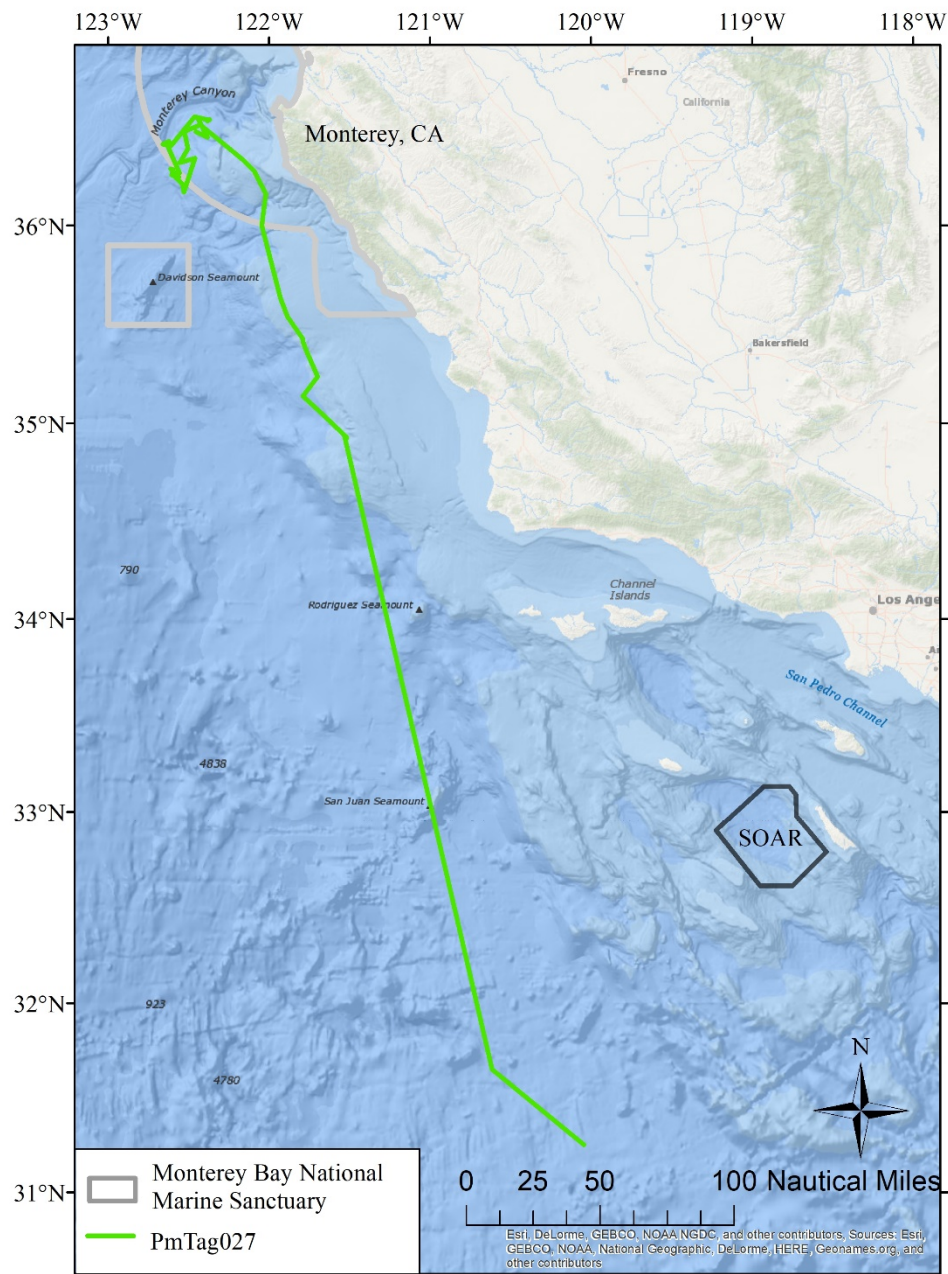 123°W 122°W 121°W 120°W 119°W 118°W
Fresno
Monterey Canyon
California
Monterey, CA
36°N
Davidson Seamount
Bakersfield
35°N
790
Channel
Islands
Rodriguez Seamount
Los Ange
34°N
San Pedro Channel
4838
San Juan Seamount
33°N
SOAR
923
32°N
4780
N
Monterey Bay National
Marine Sanctuary
PmTag027
31°N
0 25 50 100 Nautical Miles
Esri, DeLorme, GEBCO, NOAA NGDC, and other contributors, Sources: Esri,
GEBCO, NOAA, National Geographic, DeLorme, HERE, Geonames.org, and
other contributors